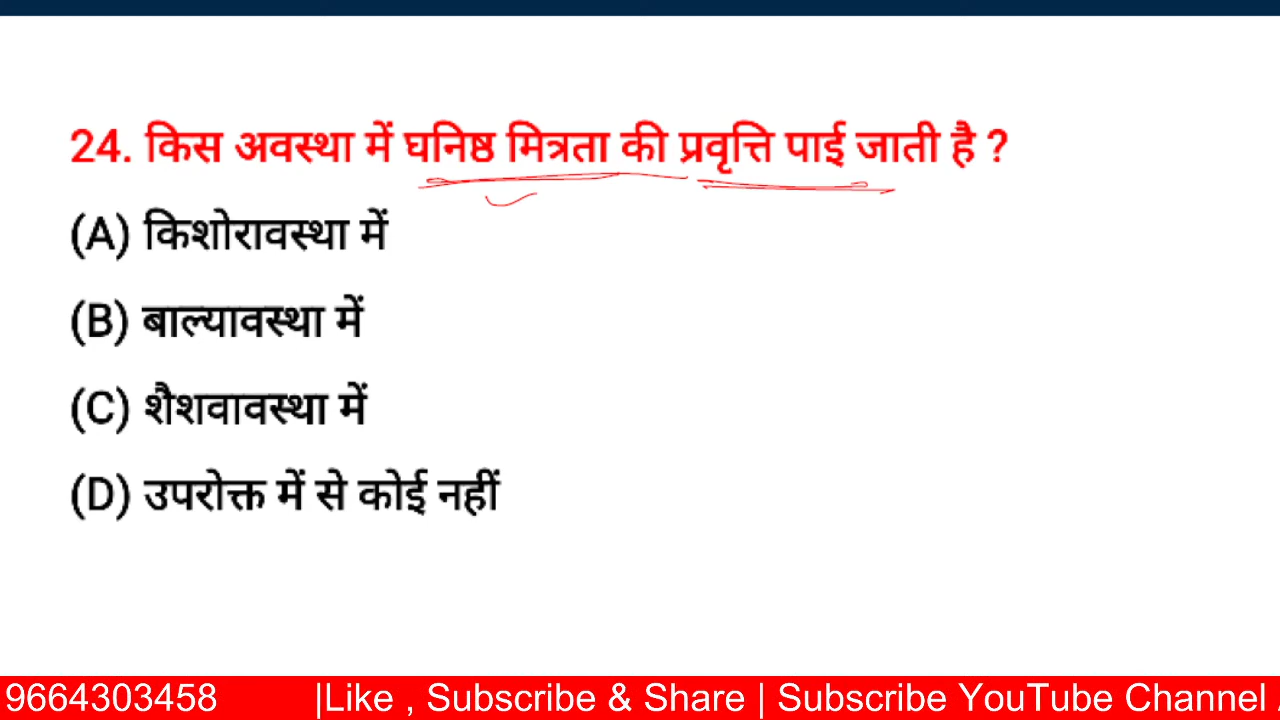 24. किस अवस्था में घनिष्ठ मित्रता की प्रवृत्ति पाई जाती है ?
(A) किशोरावस्था में
(B) बाल्यावस्था में
(C) शैशवावस्था में
(D) उपरोक्त में से कोई नहीं
9664303458 |Like , Subscribe & Share | Subscribe YouTube Channel